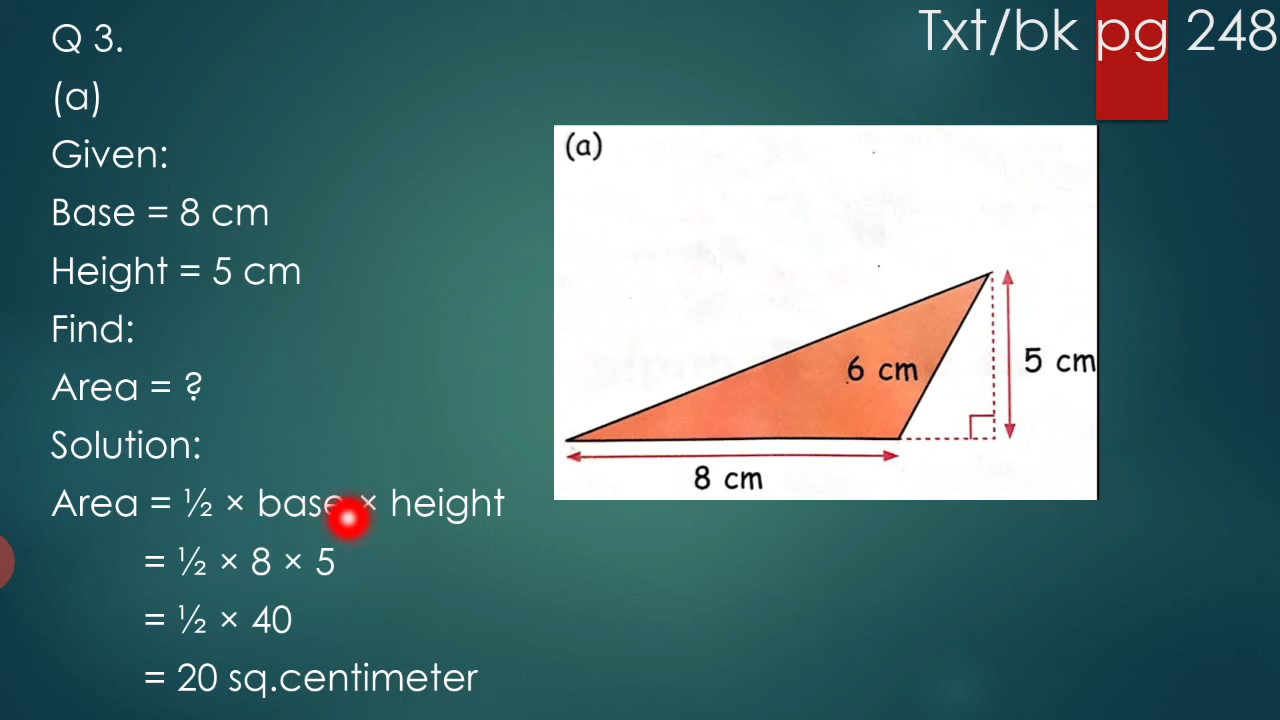 Txt/bk pg 248
Q 3.
(a)
Given:
Base = 8 cm
Height = 5 cm
Find:
Area = ?
Solution:
Area = ½ × base × height
= ½ × 8 × 5
= ½ × 40
= 20 sq.centimeter
(a)
6 cm
5 cm
8 cm